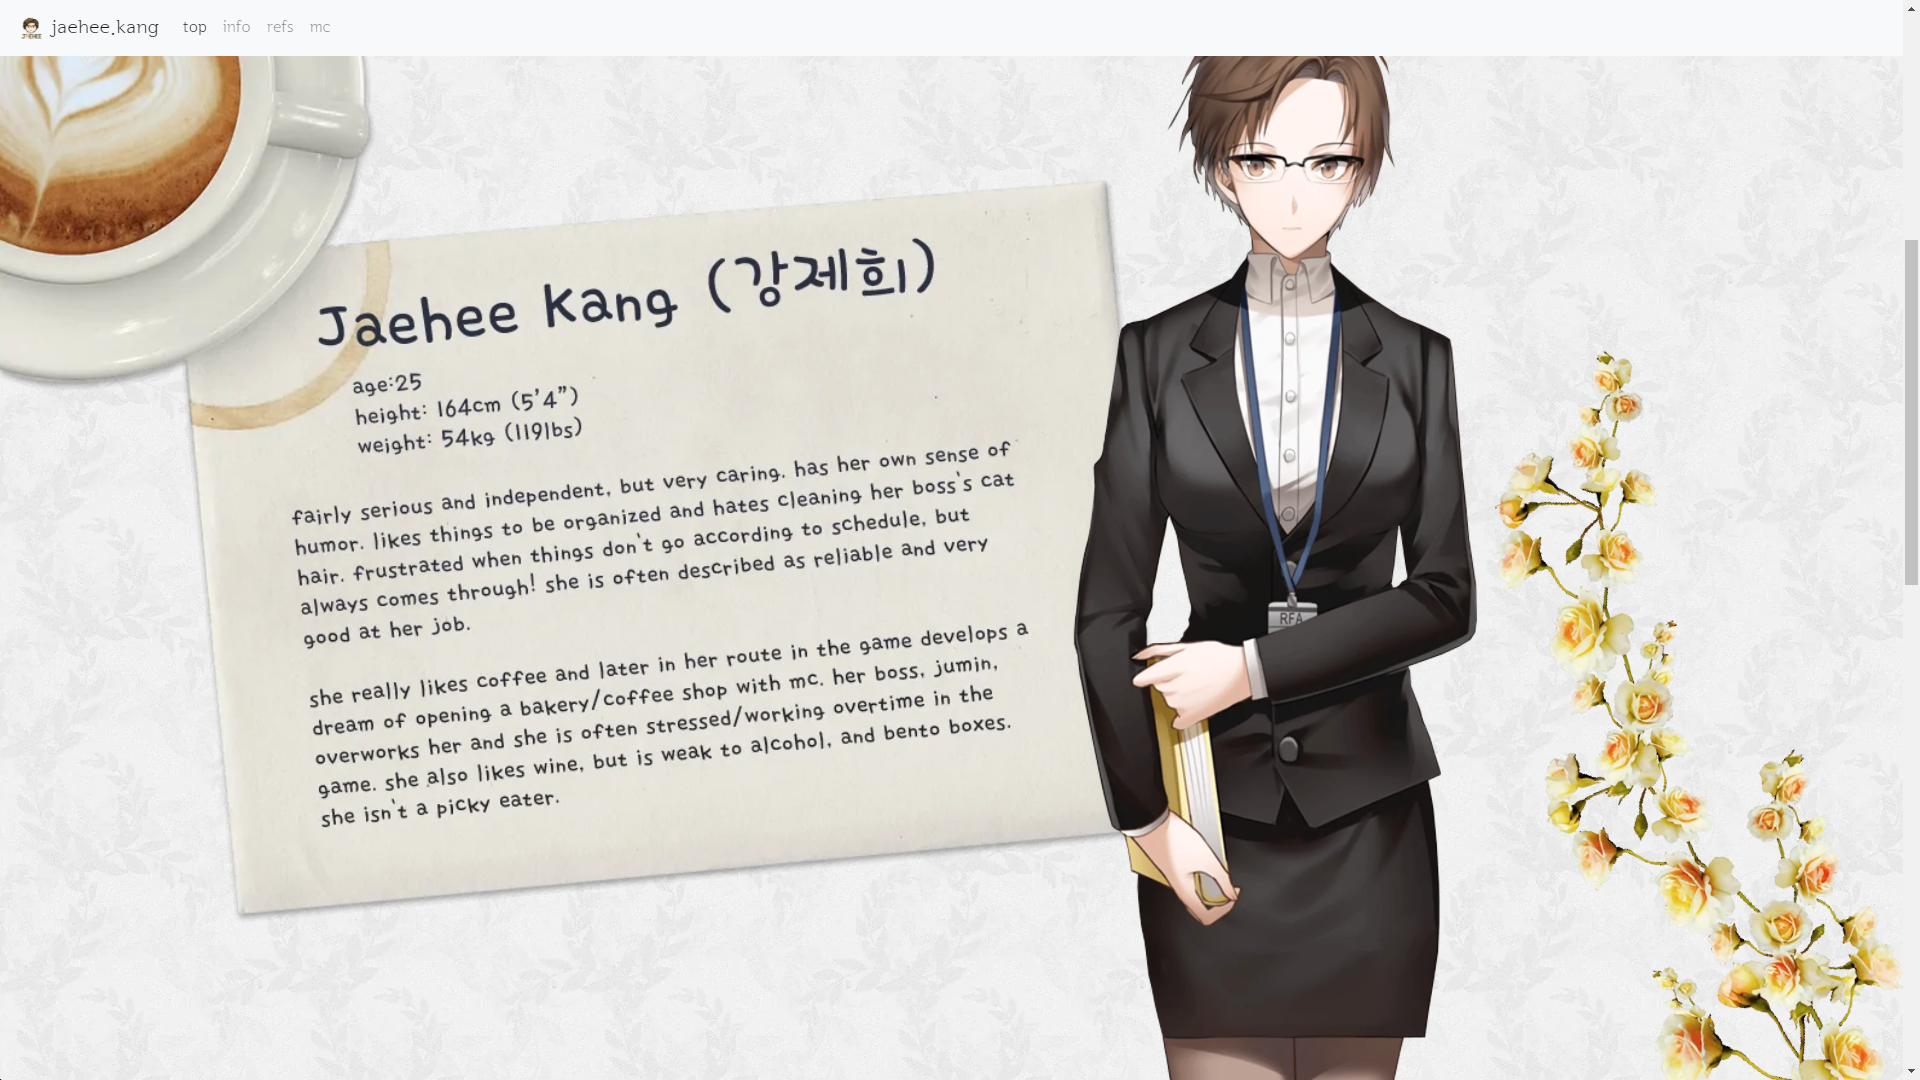 jaehee.kang top info refs mc
Jaehee Kang (강제희)
age:25
height: 164cm (5'4")
weight: 54kg (119lbs)
fairly serious and independent, but very caring. has her own sense of
humor. likes things to be organized and hates cleaning her boss's cat
hair. frustrated when things don't go according to schedule, but
always comes through! she is often described as reliable and very
good at her job.
she really likes coffee and later in her route in the game develops a
dream of opening a bakery/coffee shop with mc. her boss, jumin,
overworks her and she is often stressed/working overtime in the
game. she also likes wine, but is weak to alcohol, and bento boxes.
she isn't a picky eater.
RFA